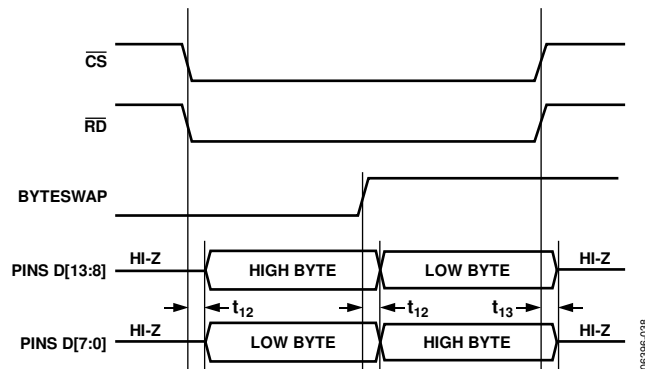 CS
RD
BYTESWAP
PINS D[13:8] HI-Z HIGH BYTE LOW BYTE HI-Z
t12 t12 t13
PINS D[7:0] HI-Z LOW BYTE HIGH BYTE HI-Z
06396-038